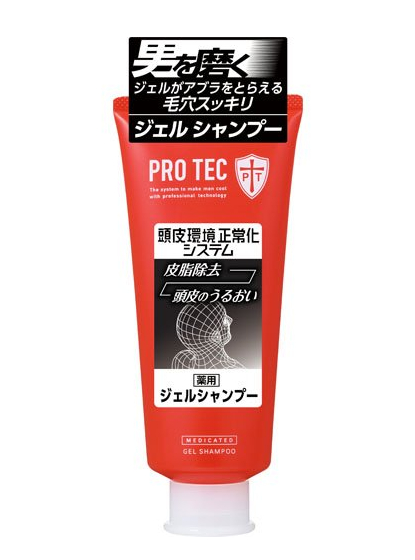 男を磨く
ジェルがアブラをとらえる
毛穴スッキリ
ジェル シャンプー
PRO TEC
PT
The system to make men cool
with professional technology
頭皮環境 正常化
システム
皮脂除去
頭皮のうるおい
薬用
ジェルシャンプー
MEDICATED
GEL SHAMPOO